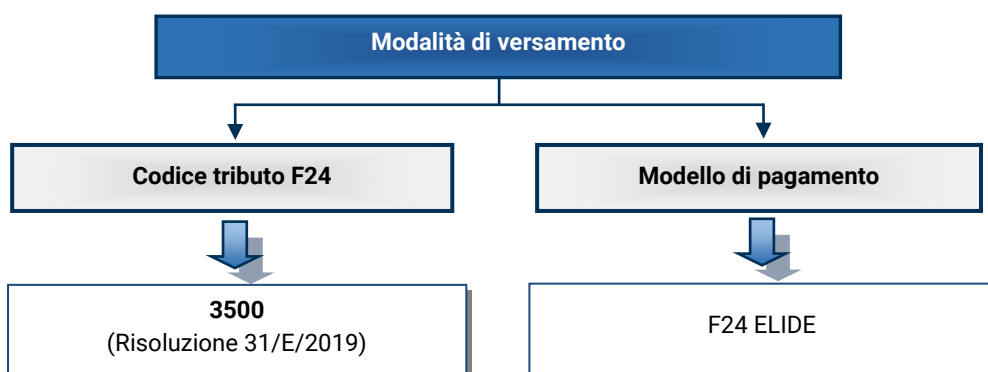 Modalità di versamento
Codice tributo F24
Modello di pagamento
3500
(Risoluzione 31/E/2019)
F24 ELIDE